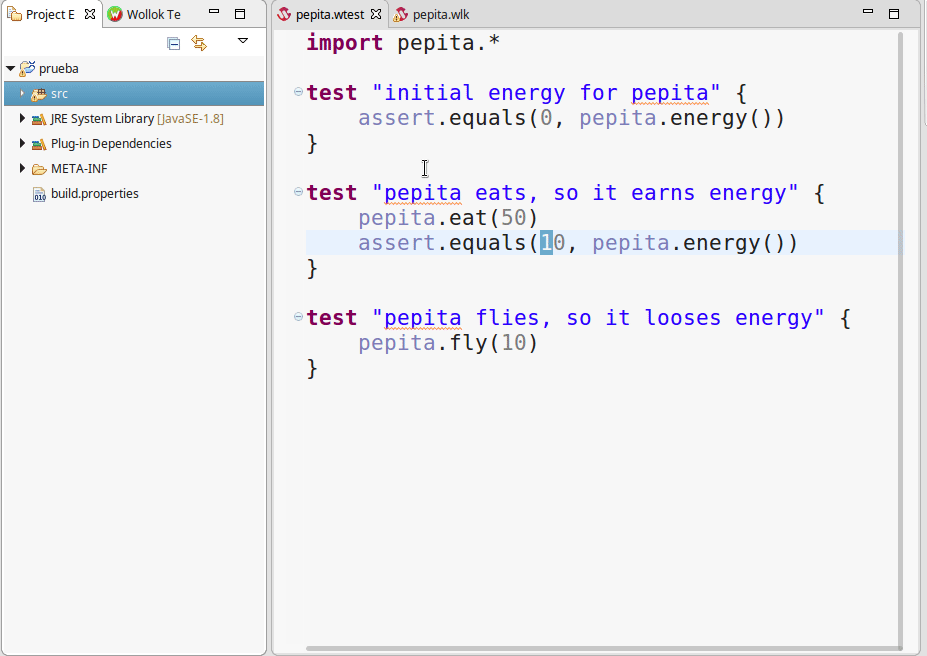 Project E
Wollok Te
prueba
src
JRE System Library [JavaSE-1.8]
Plug-in Dependencies
META-INF
build.properties
pepita.wtest
pepita.wlk
import pepita.*
test "initial energy for pepita" {
assert.equals(0, pepita.energy())
}
test "pepita eats, so it earns energy" {
pepita.eat(50)
assert.equals(10, pepita.energy())
}
test "pepita flies, so it looses energy" {
pepita.fly(10)
}